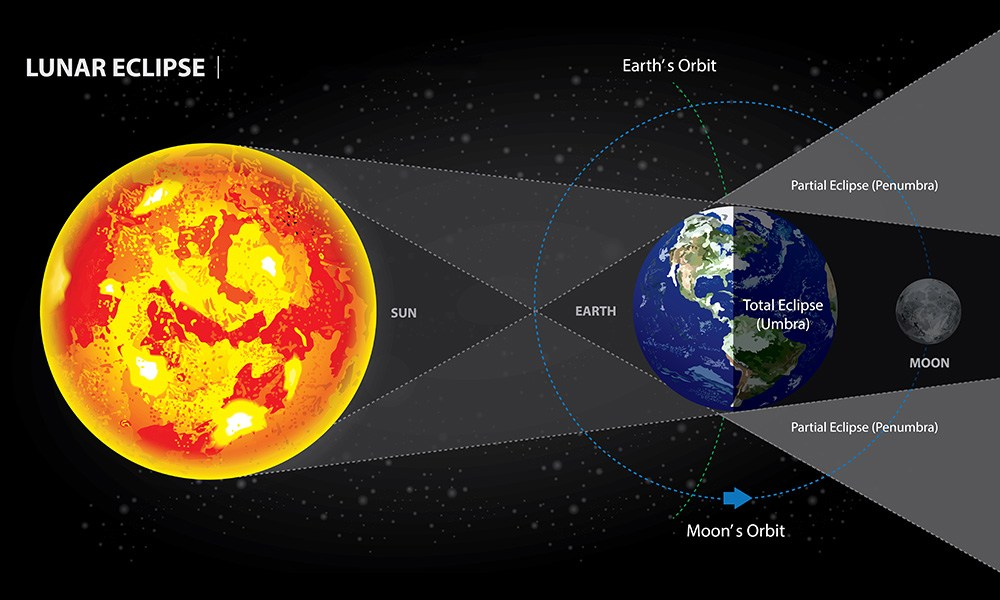 LUNAR ECLIPSE |
Earth's Orbit
Partial Eclipse (Penumbra)
SUN
EARTH
Total Eclipse
(Umbra)
MOON
Partial Eclipse (Penumbra)
Moon's Orbit